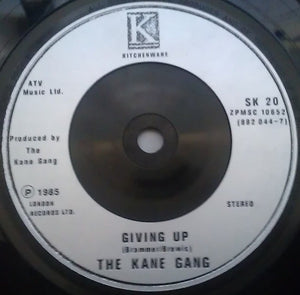 K
KITCHENWARE
ATV
Music Ltd.
SK 20
ZPMSC 10652
(882 044-7)
Produced by
The
Kane Gang
℗ 1985
LONDON
RECORDS LTD.
STEREO
GIVING UP
(Brammer/Brewis)
THE KANE GANG